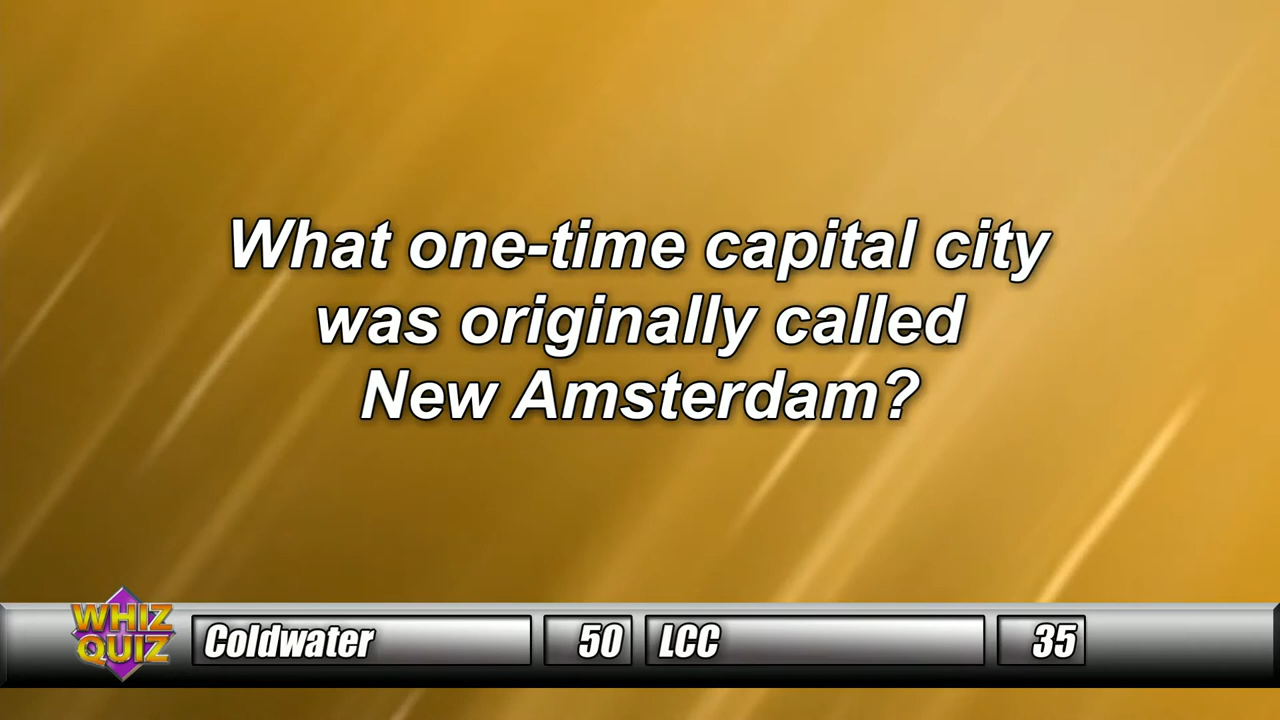 What one-time capital city
was originally called
New Amsterdam?
WHIZ
QUIZ
Coldwater 50 LCC 35